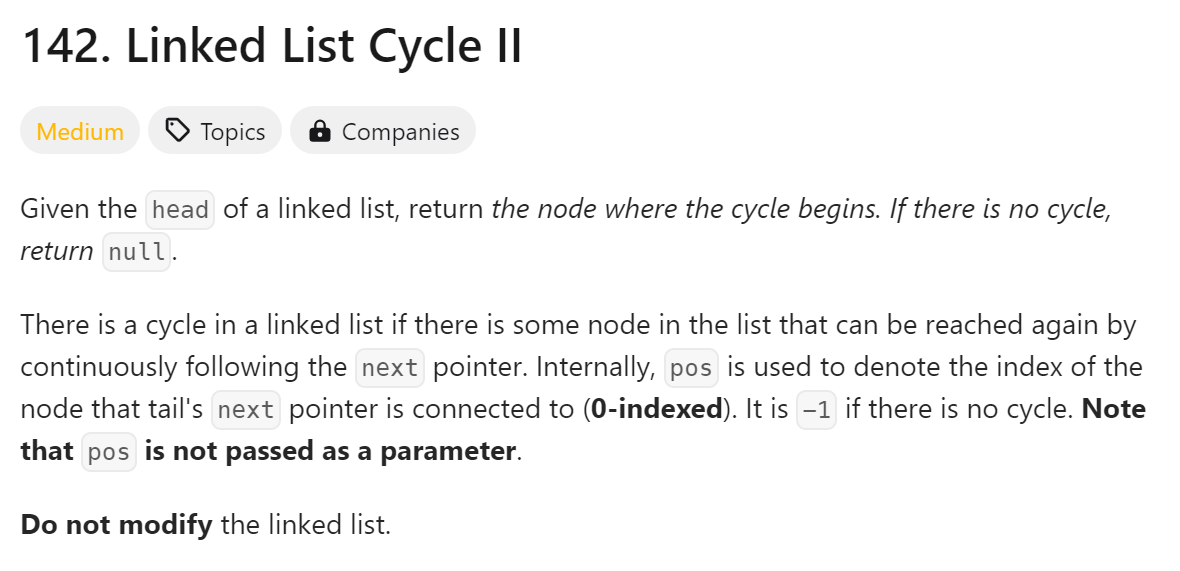 142. Linked List Cycle II
Medium Topics Companies
Given the head of a linked list, return the node where the cycle begins. If there is no cycle,
return null.
There is a cycle in a linked list if there is some node in the list that can be reached again by
continuously following the next pointer. Internally, pos is used to denote the index of the
node that tail's next pointer is connected to (0-indexed). It is -1 if there is no cycle. Note
that pos is not passed as a parameter.
Do not modify the linked list.